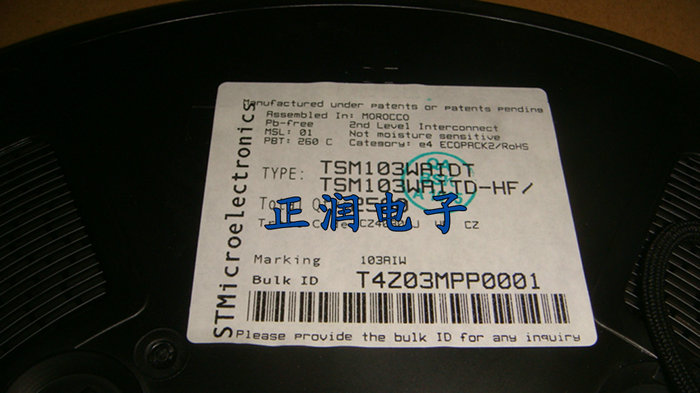 STMicroelectronics
Manufactured under patents or patents pending
Assembled In: MOROCCO
Pb-free 2nd Level Interconnect
MSL: 01 Not moisture sensitive
PBT: 260 C Category: e4 ECOPACK2/RoHS
TYPE: TSM103WAIDT
TSM103WAITD-HF/
Total
正润电子
CZ
Marking 103AIW
Bulk ID T4Z03MPP0001
Please provide the bulk ID for any inquiry